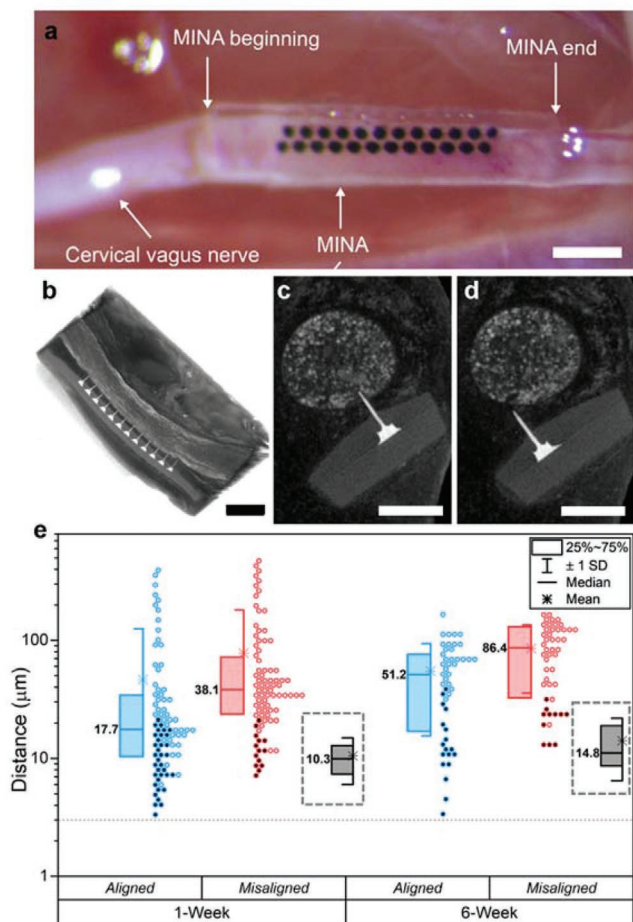 a
MINA beginning
MINA end
Cervical vagus nerve
MINA
b
c
d
e
25%~75%
± 1 SD
Median
Mean
Distance (μm)
100
10
1
17.7
38.1
10.3
51.2
86.4
14.8
Aligned
Misaligned
Aligned
Misaligned
1-Week
6-Week